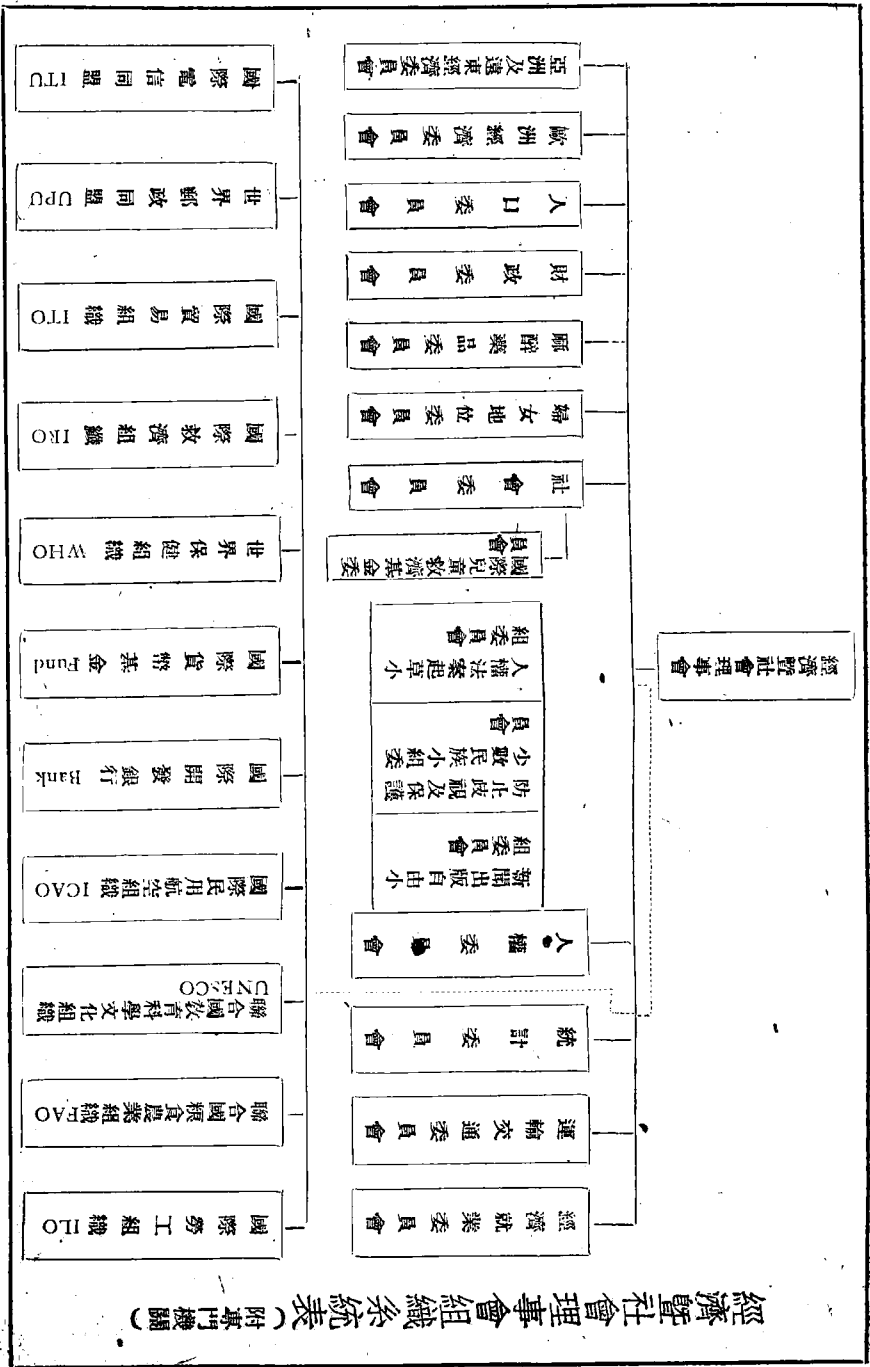 經濟暨社會理事會組織系統表(附專門機關)
經濟暨社會理事會
經濟就業委員會
運輸交通委員會
統計委員會
人權委員會
新聞出版自由小
組委員會
防止歧視及保護
少數民族小組委
員會
人權法案起草小
組委員會
國際兒童救濟基金委
員會
社會委員會
婦女地位委員會
麻醉藥品委員會
財政委員會
人口委員會
歐洲經濟委員會
亞洲及遠東經濟委員會
國際勞工組織 ILO
聯合國糧食農業組織FAO
聯合國教育科學文化組織
UNESCO
國際民用航空組織 ICAO
國際開發銀行 Bank
國際貨幣基金 Fund
世界保健組織 WHO
國際救濟組織 IRO
國際貿易組織 ITO
世界郵政同盟 UPU
國際電信同盟 ITU